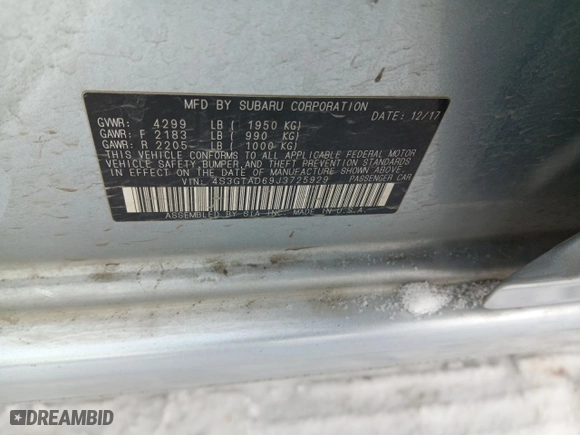 MFD BY SUBARU CORPORATION
GVWR: 4299 LB ( 1950 KG) DATE: 12/17
GAWR: F 2183 LB ( 990 KG)
GAWR: R 2205 LB ( 1000 KG)
THIS VEHICLE CONFORMS TO ALL APPLICABLE FEDERAL MOTOR
VEHICLE SAFETY, BUMPER, AND THEFT PREVENTION STANDARDS
IN EFFECT ON THE DATE OF MANUFACTURE SHOWN ABOVE.
VIN: 4S3GTAD69J3725929 PASSENGER CAR
ASSEMBLED BY SIA INC. MADE IN U.S.A.
DREAMBID